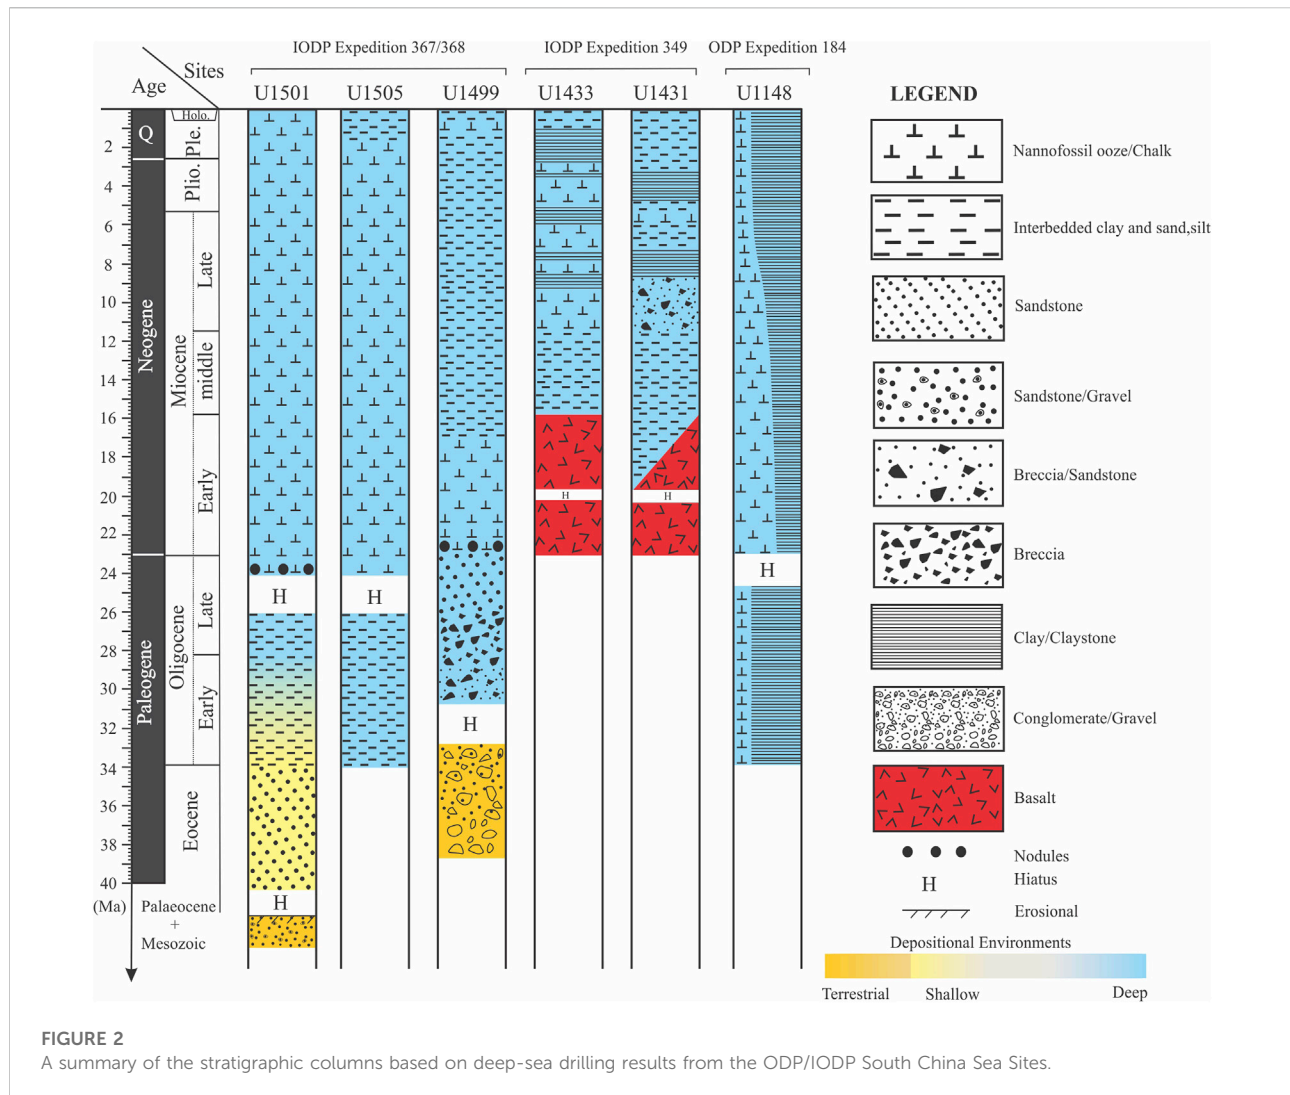 IODP Expedition 367/368
IODP Expedition 349
ODP Expedition 184
Sites
Age
U1501
U1505
U1499
U1433
U1431
U1148
LEGEND
Q
Neogene
Paleogene
Holo.
Ple.
Plio.
Miocene
Late
middle
Early
Oligocene
Late
Early
Eocene
2
4
6
8
10
12
14
16
18
20
22
24
26
28
30
32
34
36
38
40
(Ma)
Palaeocene
+
Mesozoic
H
H
H
H
H
H
H
Nannofossil ooze/Chalk
Interbedded clay and sand,silt
Sandstone
Sandstone/Gravel
Breccia/Sandstone
Breccia
Clay/Claystone
Conglomerate/Gravel
Basalt
Nodules
H
Hiatus
Erosional
Depositional Environments
Terrestrial
Shallow
Deep
FIGURE 2
A summary of the stratigraphic columns based on deep-sea drilling results from the ODP/IODP South China Sea Sites.